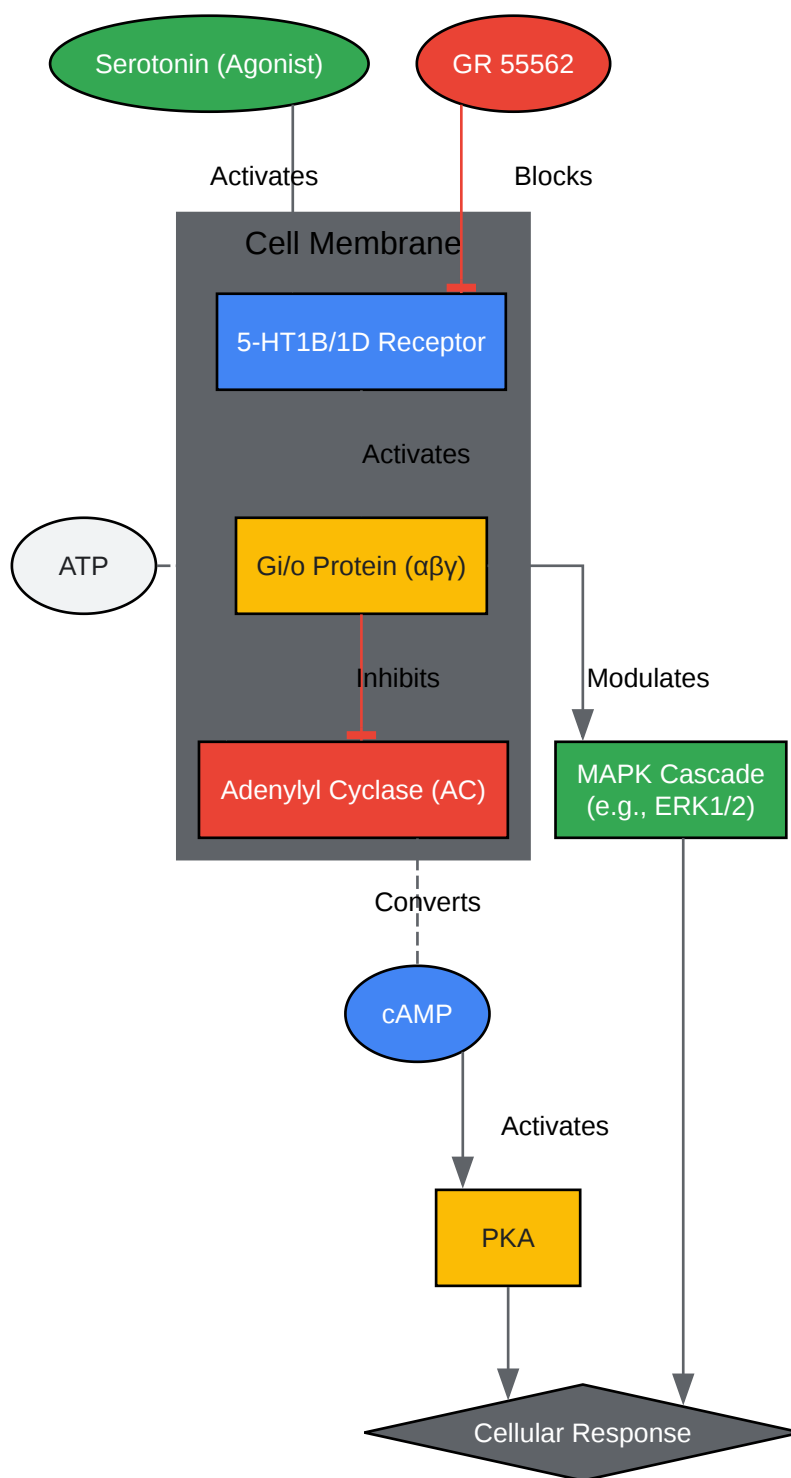 Serotonin (Agonist)
GR 55562
Activates
Blocks
Cell Membrane
5-HT1B/1D Receptor
Activates
ATP
Gi/o Protein (αβγ)
Inhibits
Modulates
Adenylyl Cyclase (AC)
MAPK Cascade
(e.g., ERK1/2)
Converts
cAMP
Activates
PKA
Cellular Response